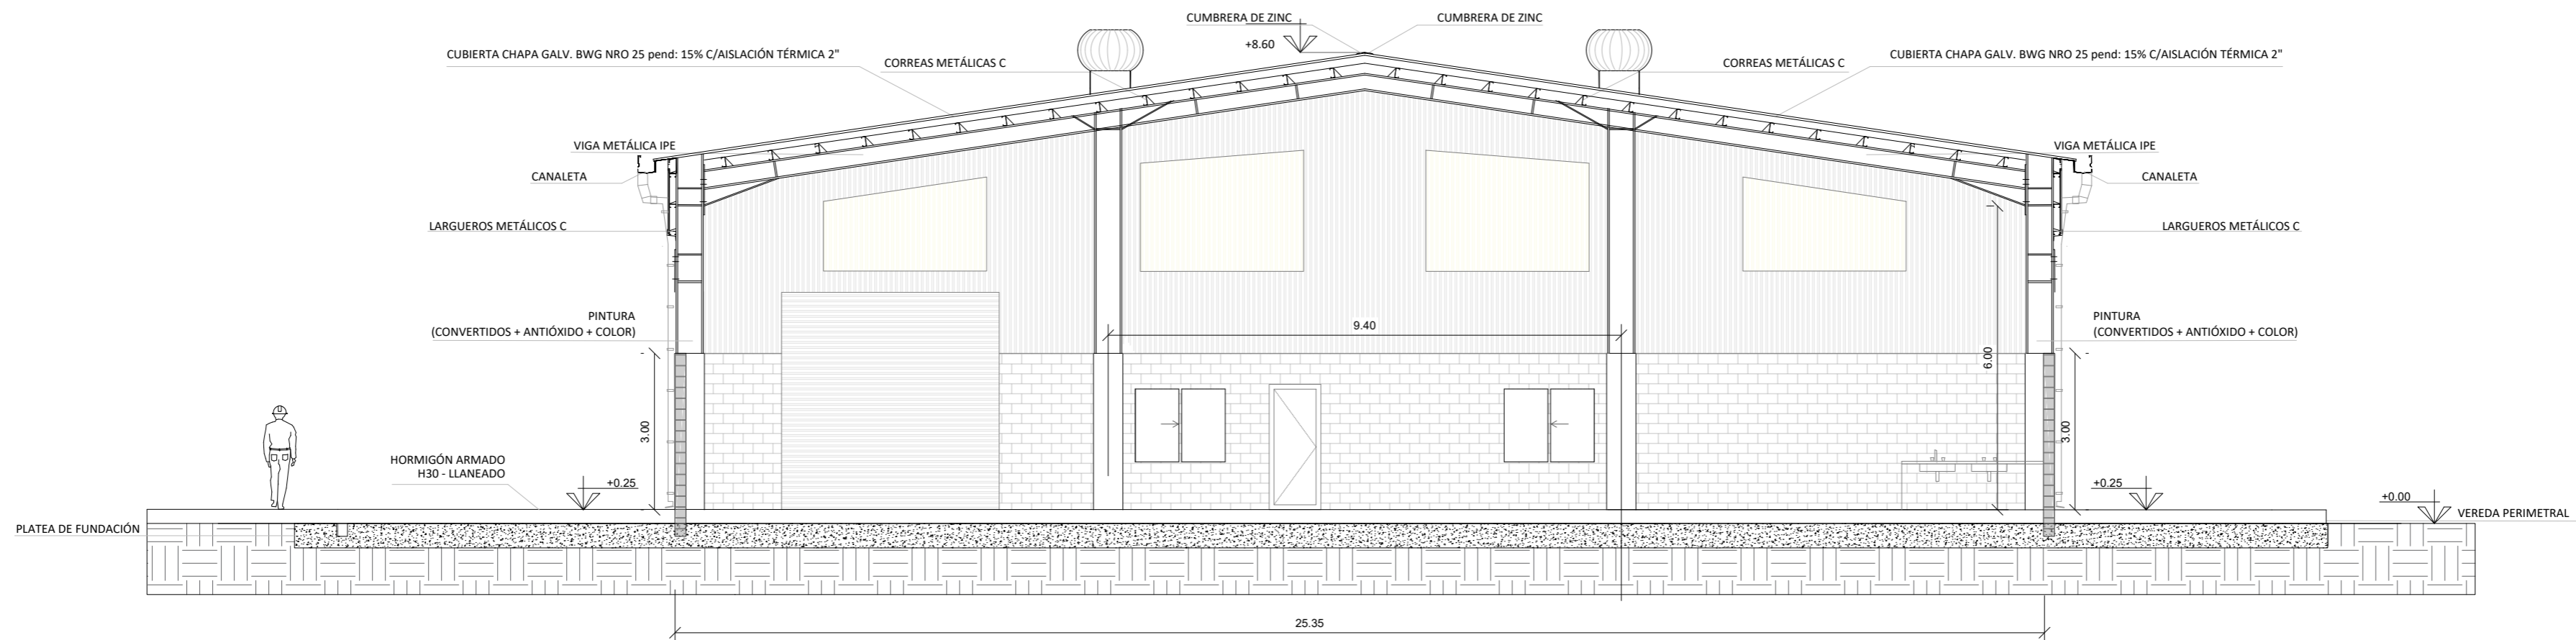 CUMBRERA DE ZINC
CUMBRERA DE ZINC
+8.60
CUBIERTA CHAPA GALV. BWG NRO 25 pend: 15% C/AISLACIÓN TÉRMICA 2"
CORREAS METÁLICAS C
CORREAS METÁLICAS C
CUBIERTA CHAPA GALV. BWG NRO 25 pend: 15% C/AISLACIÓN TÉRMICA 2"
VIGA METÁLICA IPE
VIGA METÁLICA IPE
CANALETA
CANALETA
LARGUEROS METÁLICOS C
LARGUEROS METÁLICOS C
PINTURA
(CONVERTIDOS + ANTIÓXIDO + COLOR)
9.40
PINTURA
(CONVERTIDOS + ANTIÓXIDO + COLOR)
6.00
3.00
3.00
HORMIGÓN ARMADO
H30 - LLANEADO
+0.25
+0.25
+0.00
PLATEA DE FUNDACIÓN
VEREDA PERIMETRAL
25.35